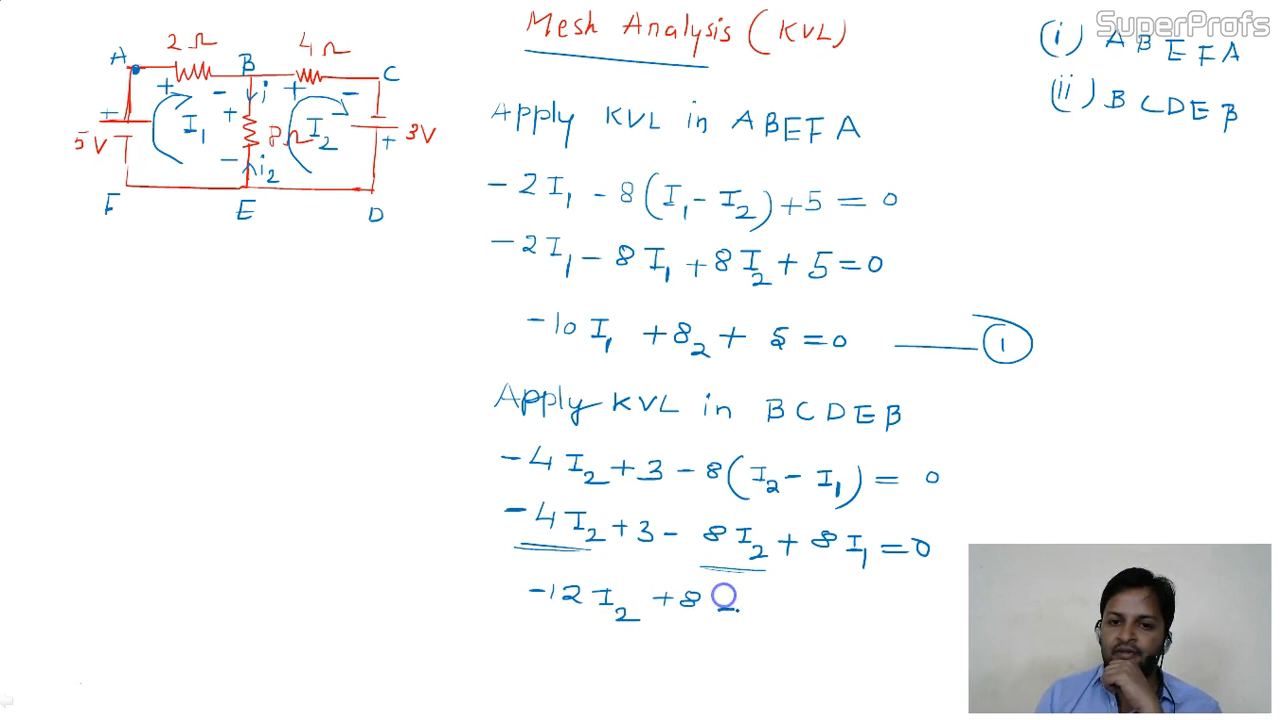 SuperProfs
Mesh Analysis (KVL)
(i) ABEFA
(ii) BCDEB
2Ω 4Ω
A B C
+ - i + -
+ I₁ + 8Ω I₂
5V - i₂ + 3V
F E D
Apply KVL in ABEFA
-2I₁ - 8(I₁ - I₂) + 5 = 0
-2I₁ - 8I₁ + 8I₂ + 5 = 0
-10I₁ + 8₂ + 5 = 0 ——— 1
Apply KVL in BCDEB
-4I₂ + 3 - 8(I₂ - I₁) = 0
-4I₂ + 3 - 8I₂ + 8I₁ = 0
-12I₂ + 8